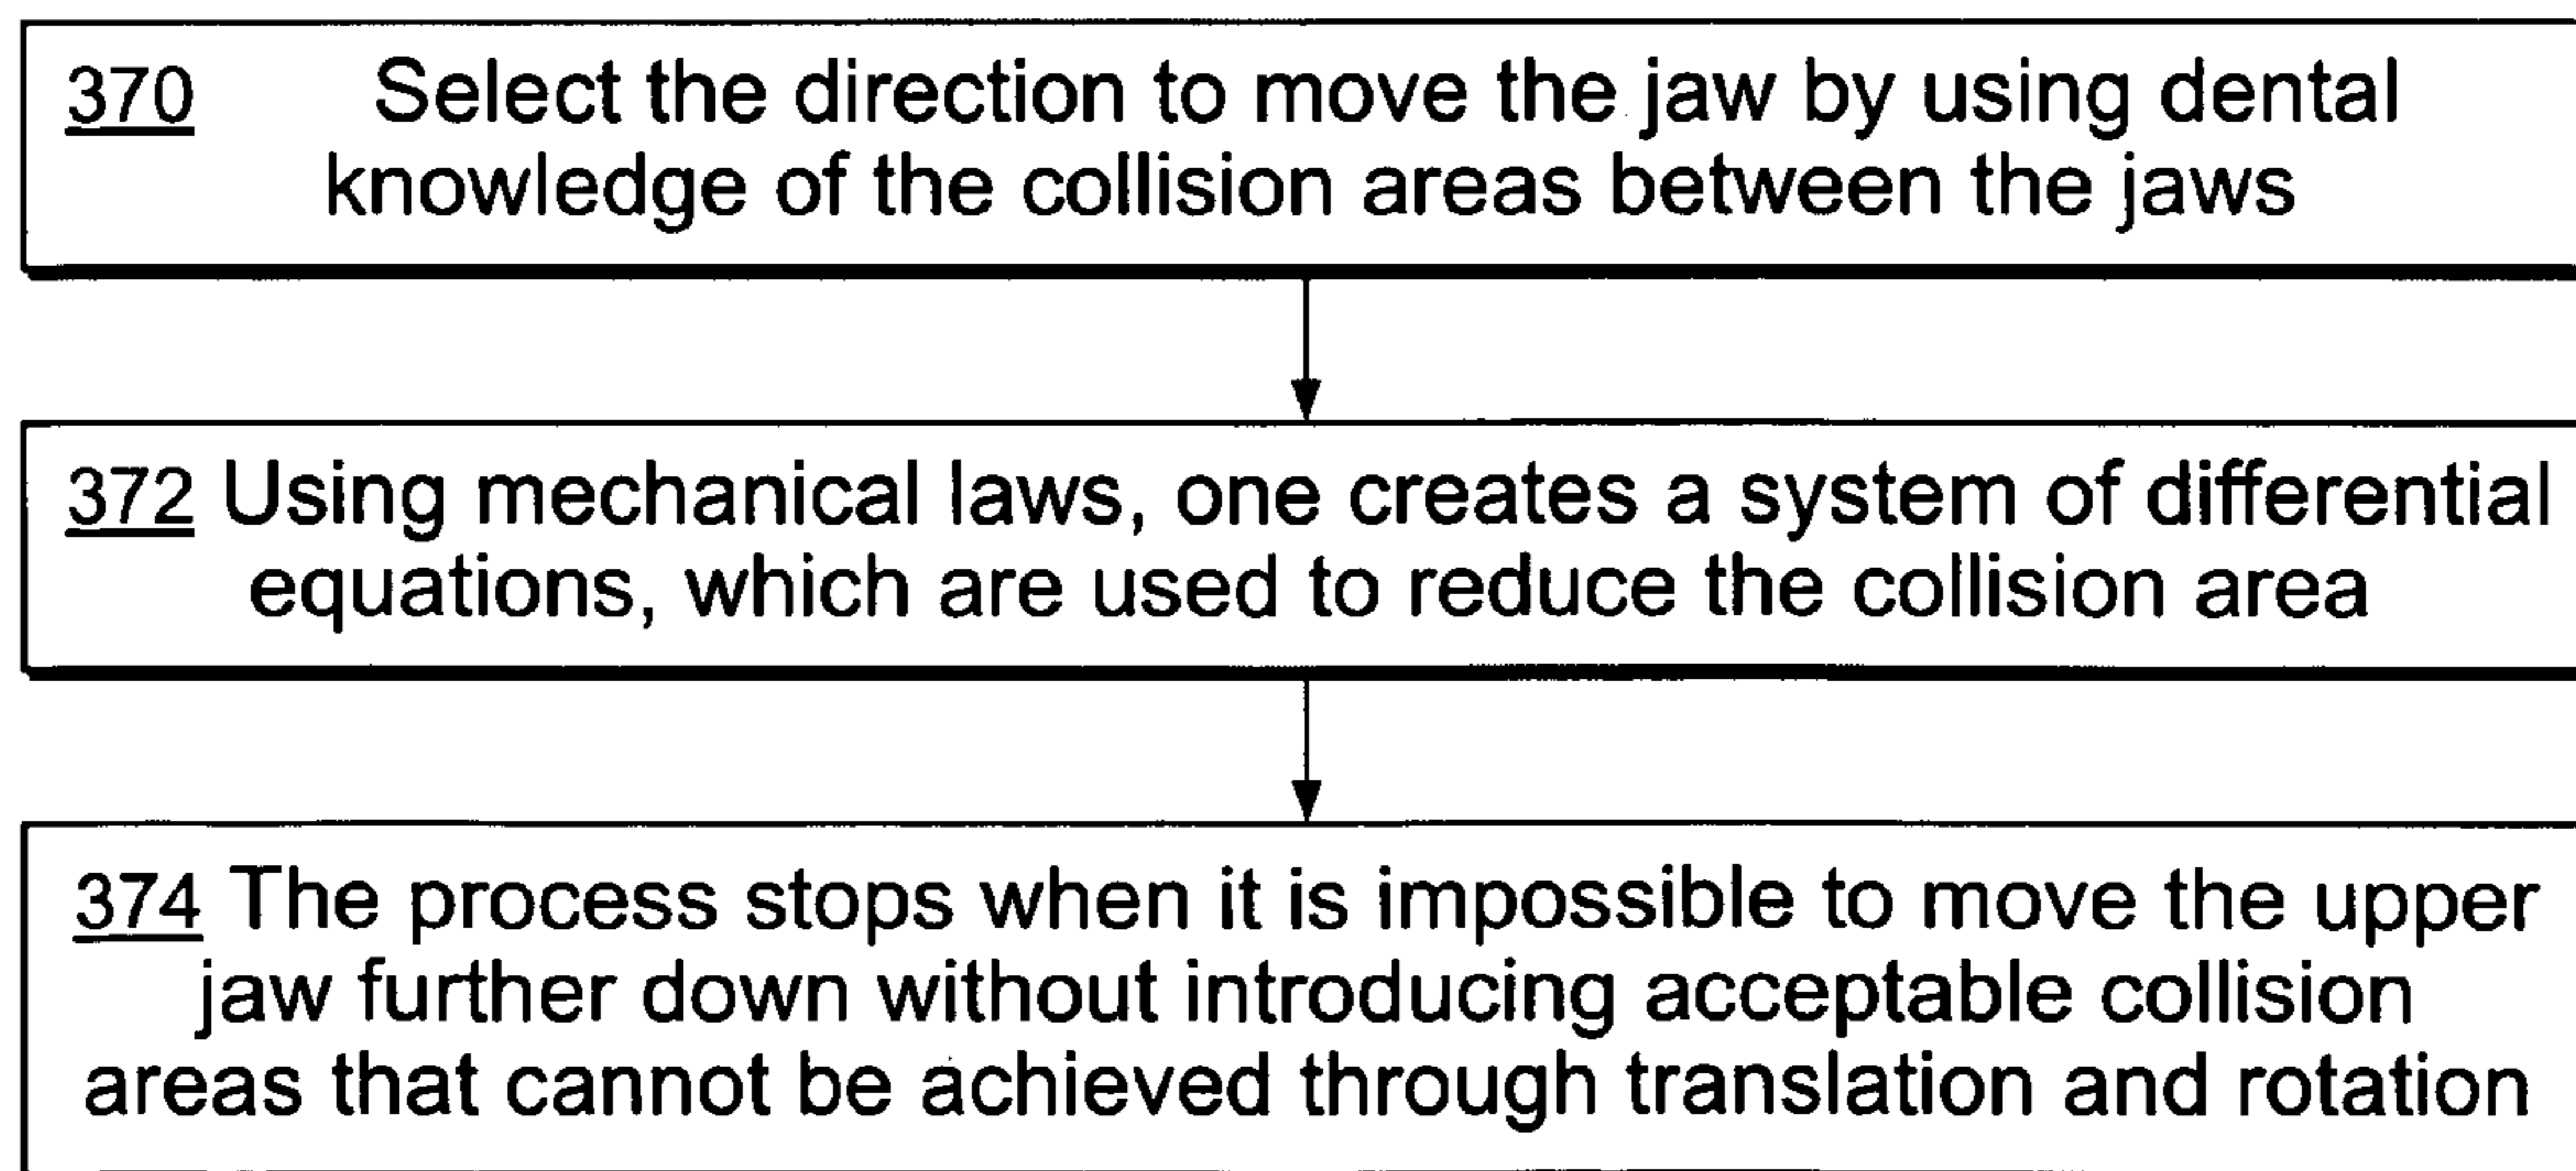 370 Select the direction to move the jaw by using dental
knowledge of the collision areas between the jaws
372 Using mechanical laws, one creates a system of differential
equations, which are used to reduce the collision area
374 The process stops when it is impossible to move the upper
jaw further down without introducing acceptable collision
areas that cannot be achieved through translation and rotation